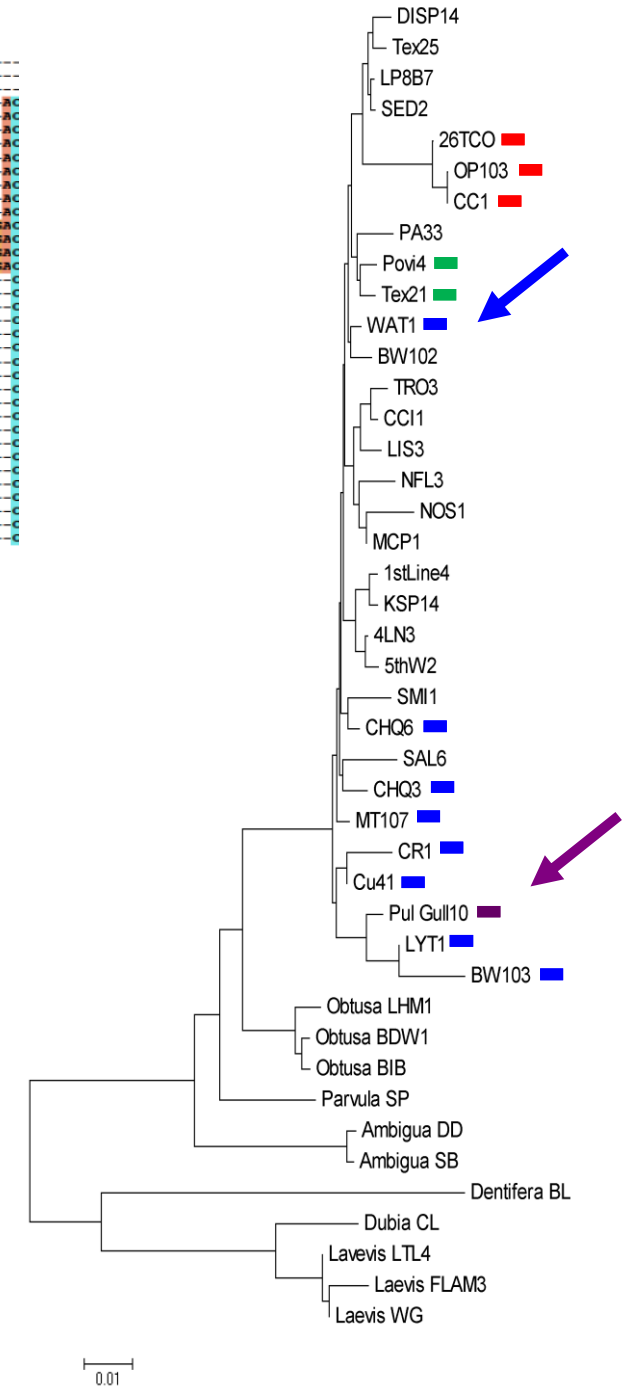 DISP14
Tex25
LP8B7
SED2
26TCO
OP103
CC1
PA33
Povi4
Tex21
WAT1
BW102
TRO3
CCI1
LIS3
NFL3
NOS1
MCP1
1stLine4
KSP14
4LN3
5thW2
SMI1
CHQ6
SAL6
CHQ3
MT107
CR1
Cu41
Pul Gull10
LYT1
BW103
Obtusa LHM1
Obtusa BDW1
Obtusa BIB
Parvula SP
Ambigua DD
Ambigua SB
Dentifera BL
Dubia CL
Lavevis LTL4
Laevis FLAM3
Laevis WG
0.01